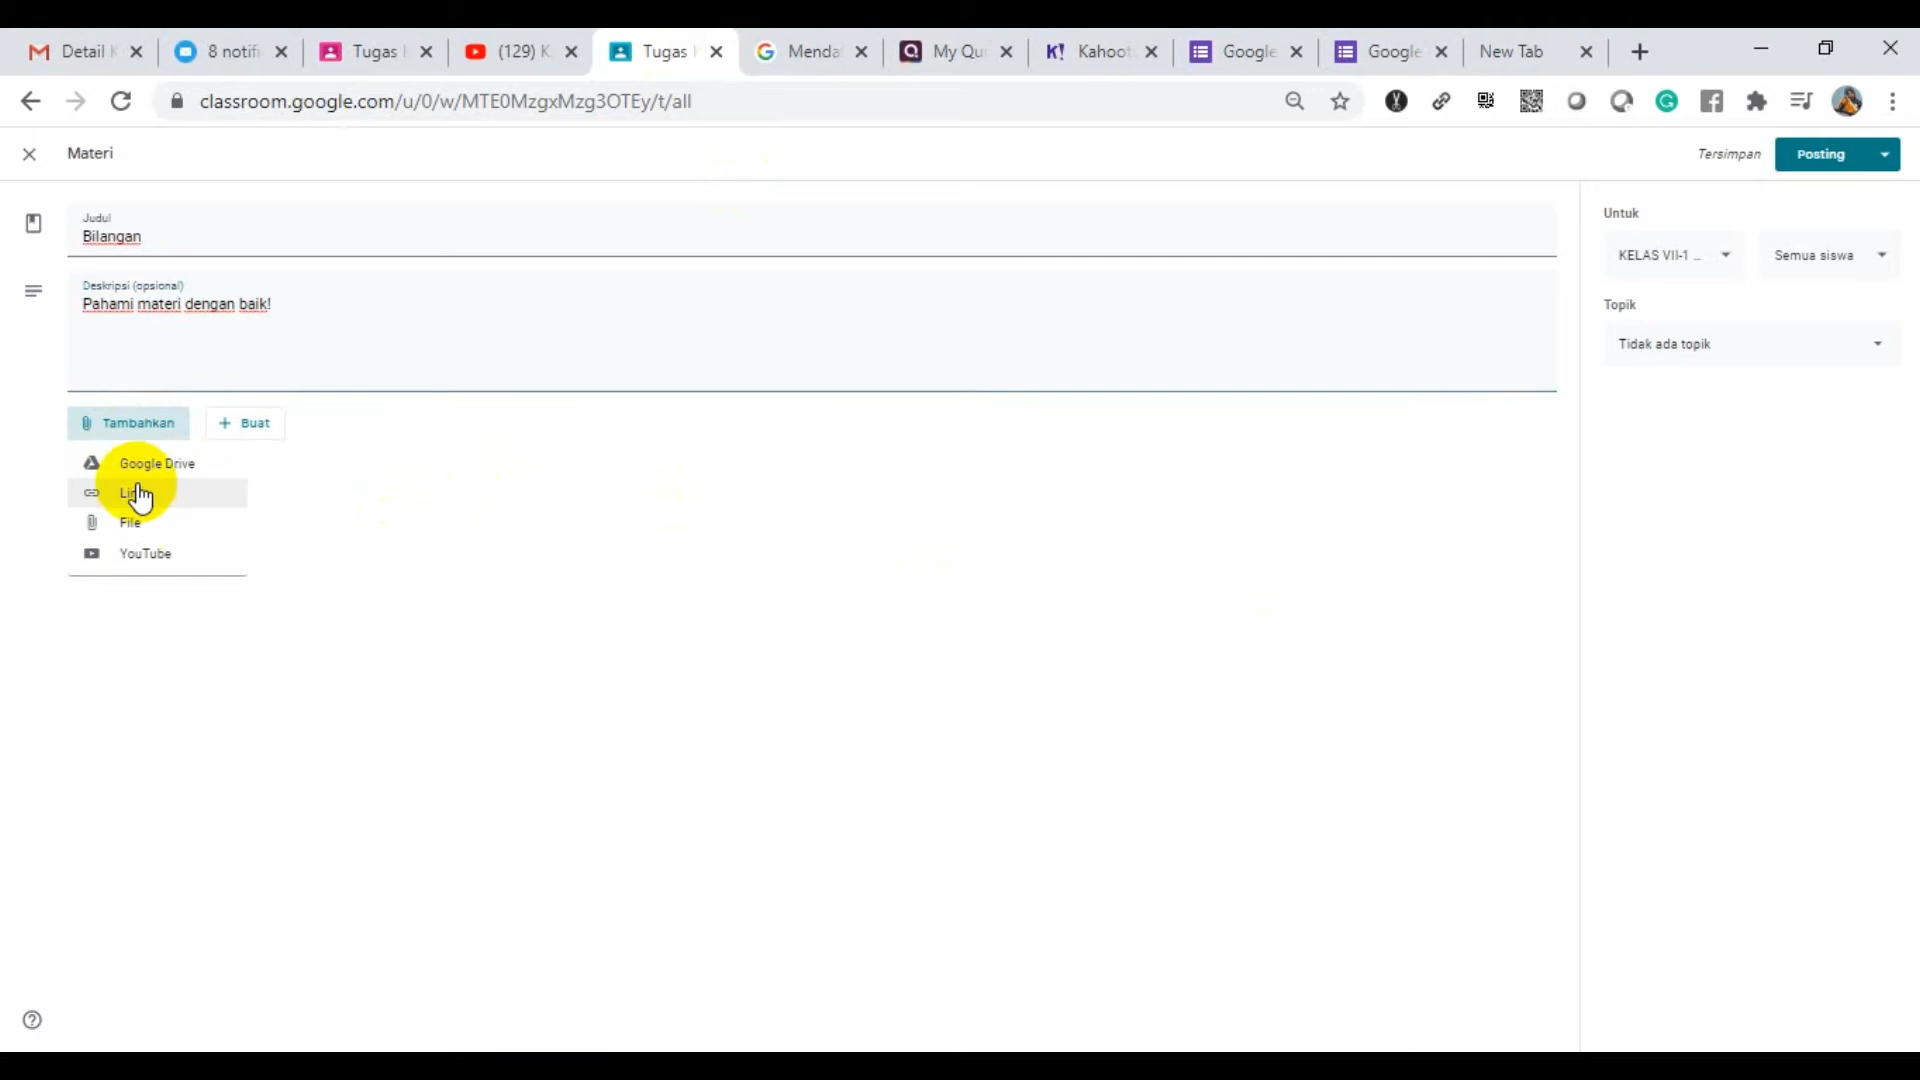 Detail
8 notifi
Tugas
(129) K
Tugas
Menda
My Qui
Kahoot
Google
Google
New Tab
classroom.google.com/u/0/w/MTE0MzgxMzg3OTEy/t/all
Materi
Tersimpan
Posting
Judul
Bilangan
Deskripsi (opsional)
Pahami materi dengan baik!
Tambahkan
Buat
Google Drive
File
YouTube
Untuk
KELAS VII-1 ...
Semua siswa
Topik
Tidak ada topik